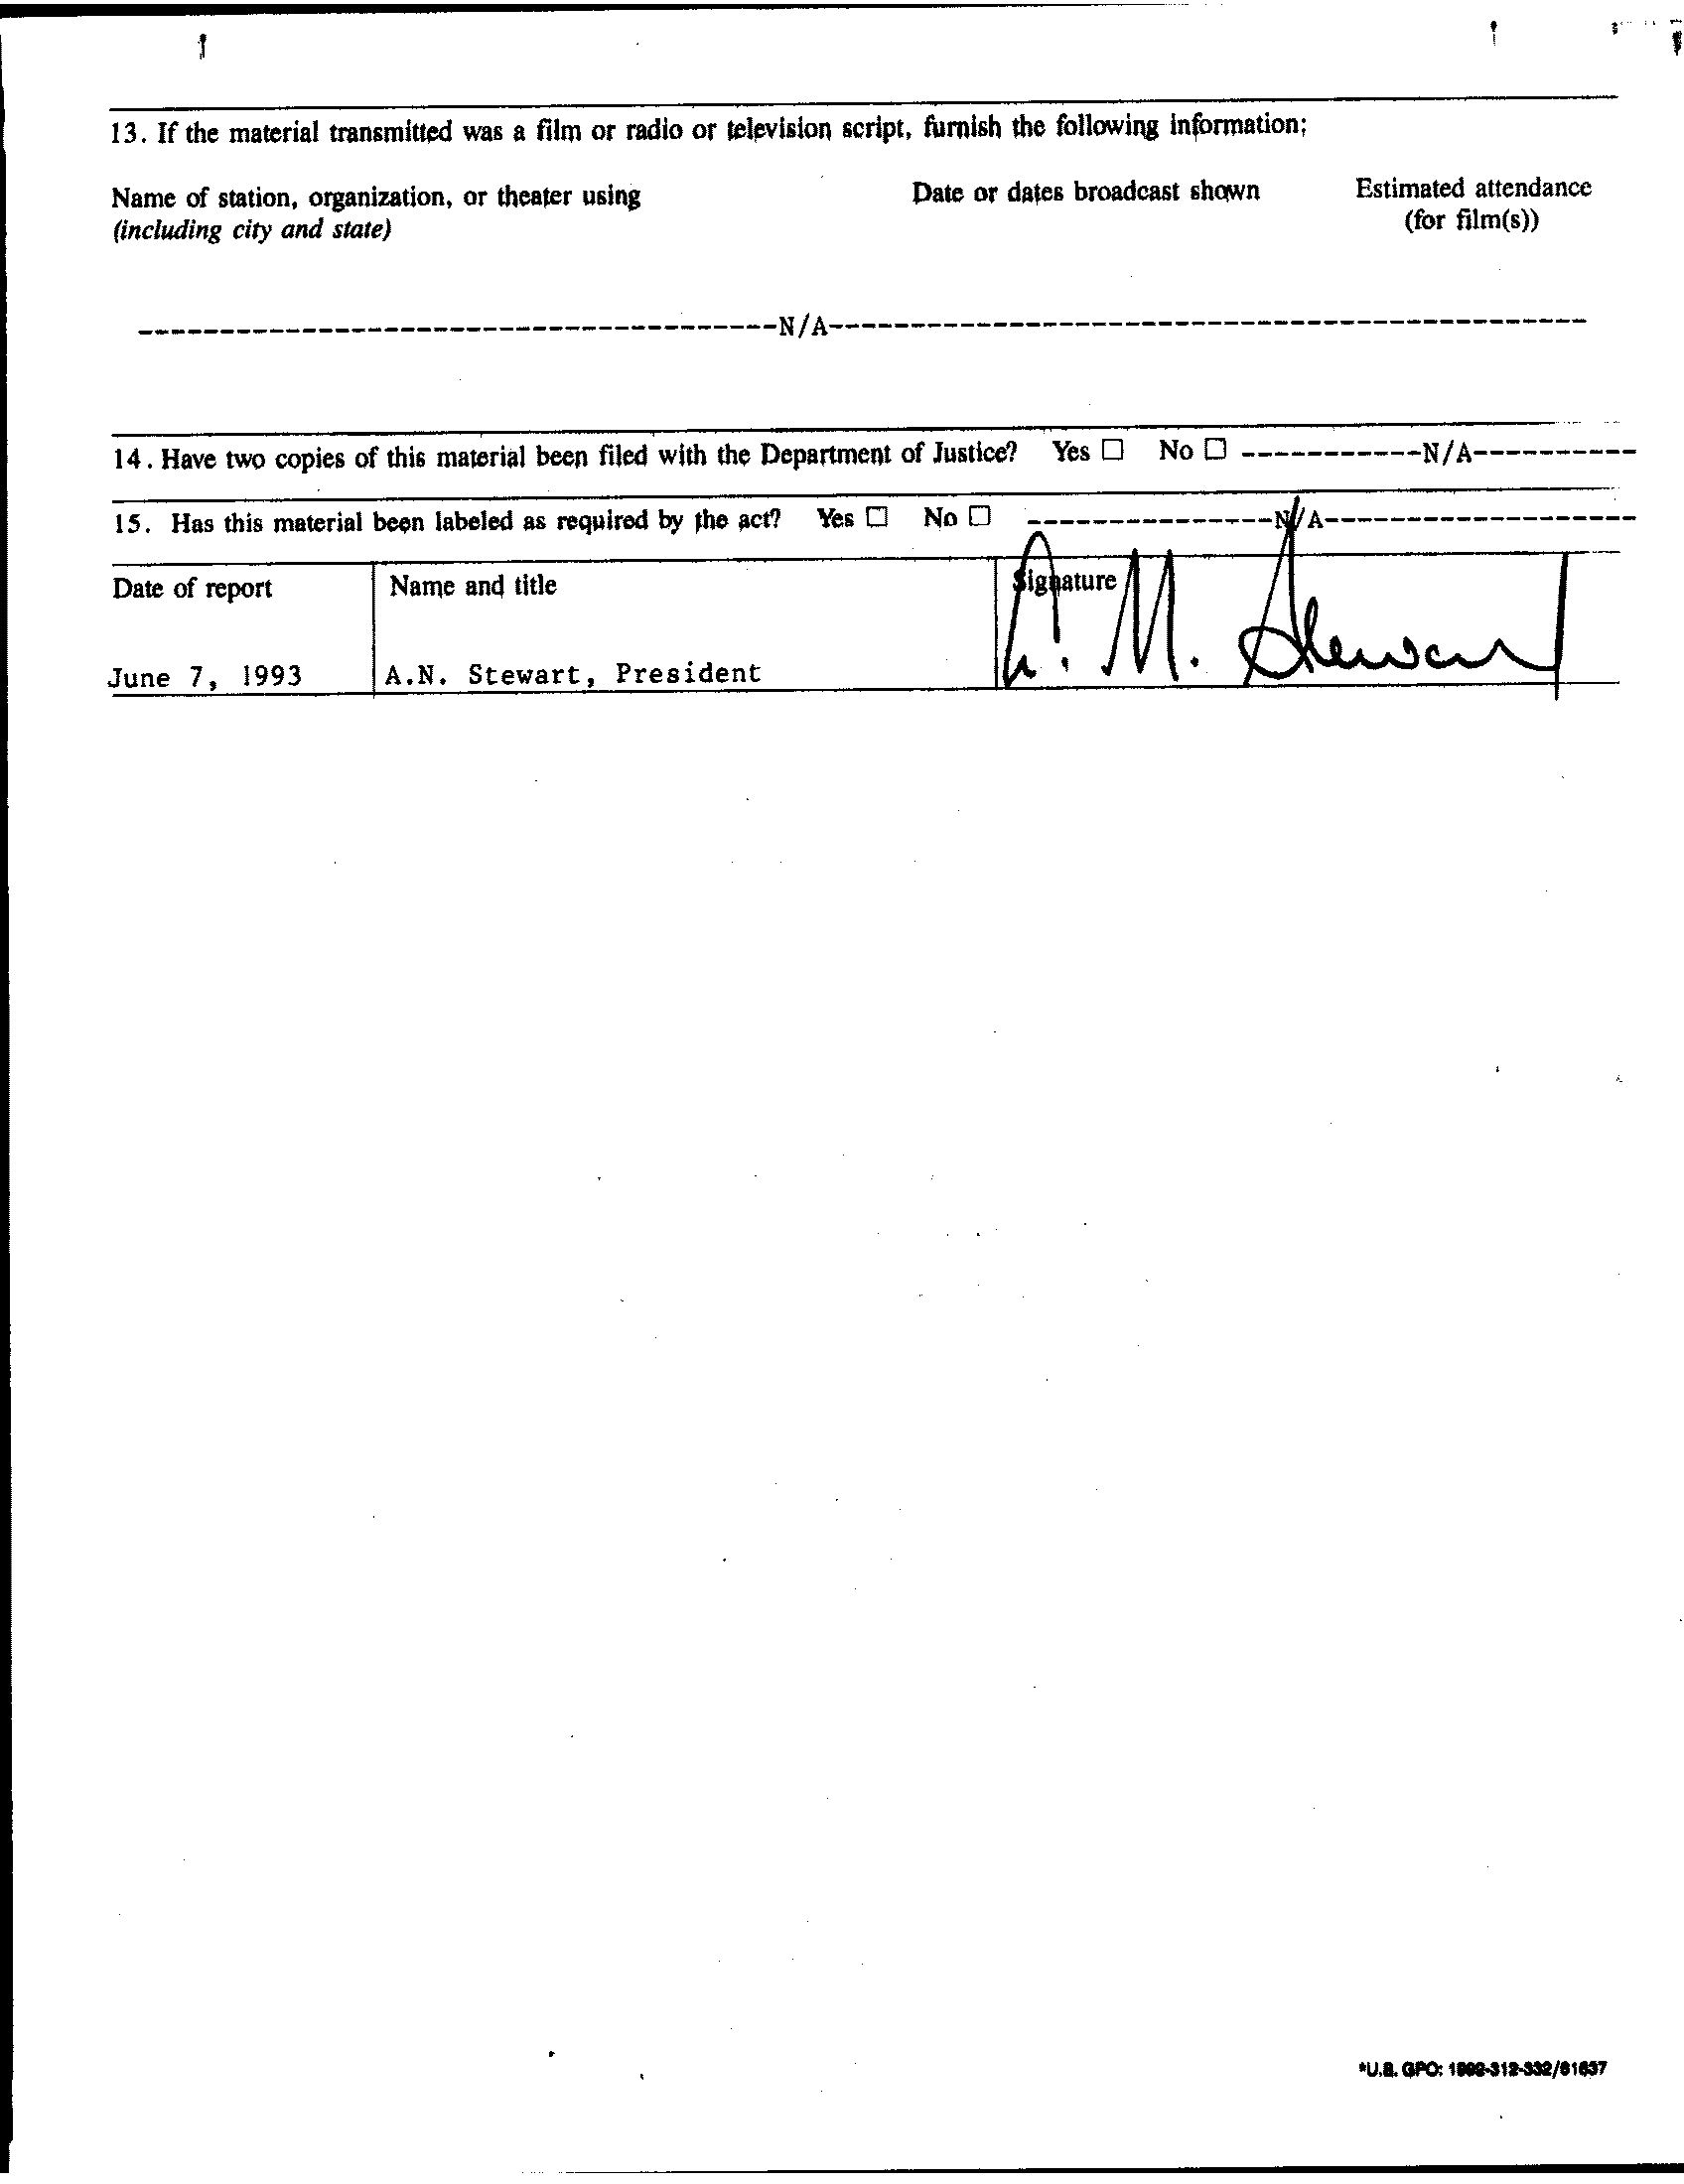 13. If the material transmitted was a film or radio or television script, furnish the following information:
Name of station, organization, or theater using Date or dates broadcast shown Estimated attendance
(including city and state) (for film(s))
---------------------------------------N/A----------------------------------------------
14. Have two copies of this material been filed with the Department of Justice? Yes ☐ No ☐ -----------N/A----------
15. Has this material been labeled as required by the act? Yes ☐ No ☐ ---------------N/A-------------------
Date of report Name and title Signature
June 7, 1993 A.N. Stewart, President A. N. Stewart
*U.S. GPO: 1992-312-332/61637